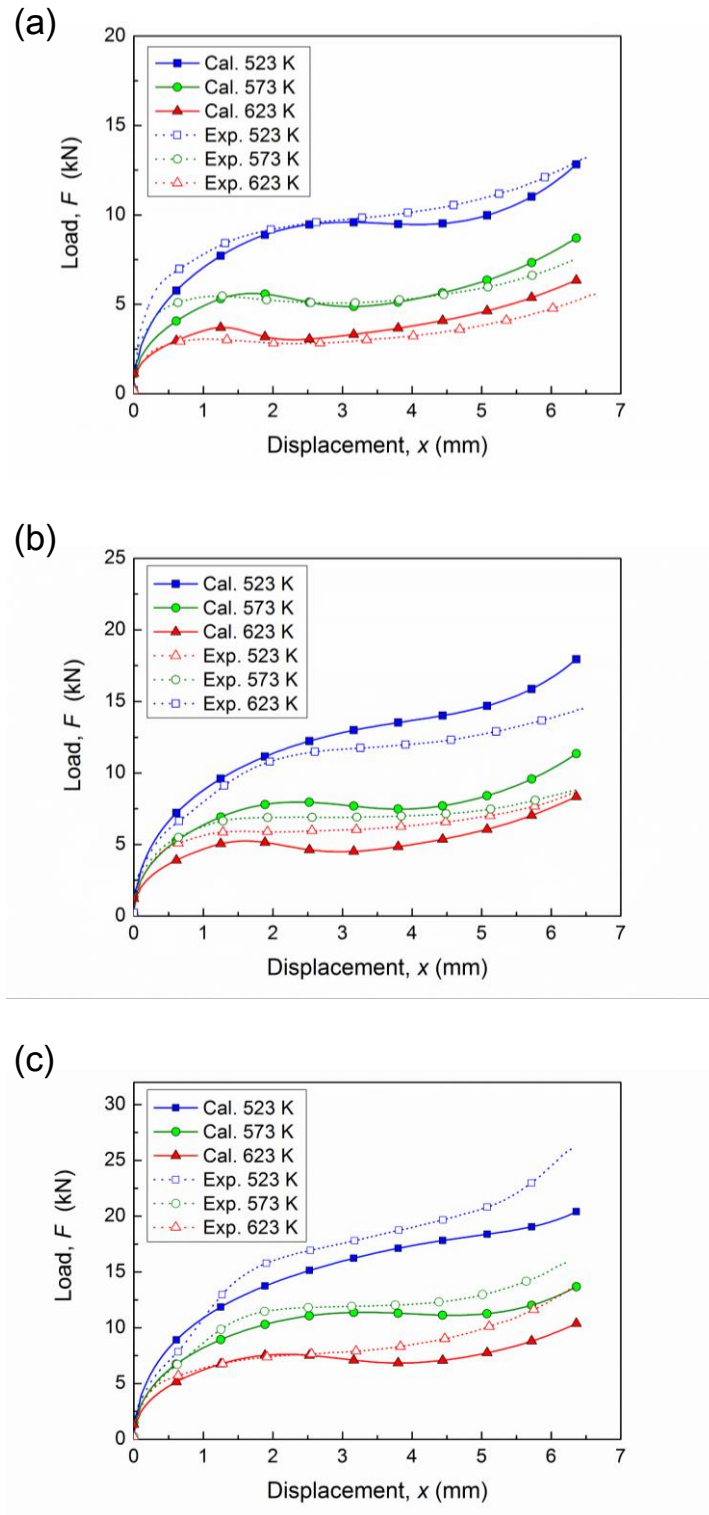 (a)
20
15
10
5
0
Load, F (kN)
Cal. 523 K
Cal. 573 K
Cal. 623 K
Exp. 523 K
Exp. 573 K
Exp. 623 K
0 1 2 3 4 5 6 7
Displacement, x (mm)
(b)
25
20
15
10
5
0
Load, F (kN)
Cal. 523 K
Cal. 573 K
Cal. 623 K
Exp. 523 K
Exp. 573 K
Exp. 623 K
0 1 2 3 4 5 6 7
Displacement, x (mm)
(c)
30
25
20
15
10
5
0
Load, F (kN)
Cal. 523 K
Cal. 573 K
Cal. 623 K
Exp. 523 K
Exp. 573 K
Exp. 623 K
0 1 2 3 4 5 6 7
Displacement, x (mm)